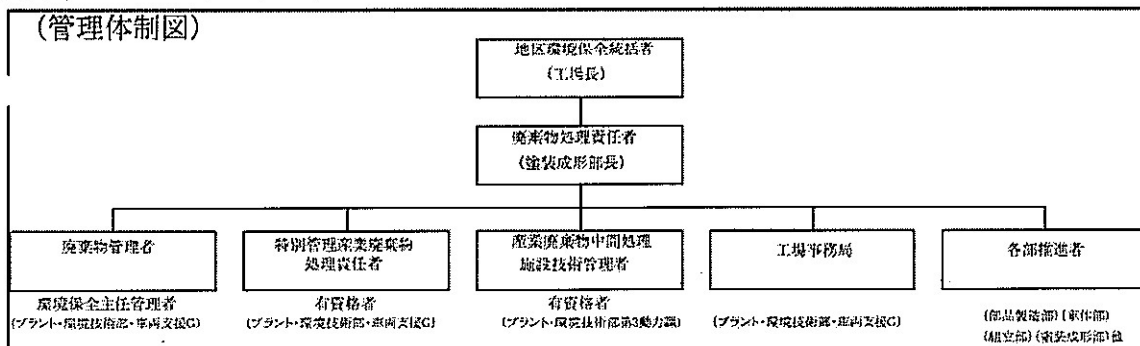 (管理体制図)
地区環境保全統括者
(工場長)
廃棄物処理責任者
(塗装成形部長)
廃棄物管理者
環境保全主任管理者
(プラント・環境技術部・車両支援G)
特別管理産業廃棄物
処理責任者
有資格者
(プラント・環境技術部・車両支援G)
産業廃棄物中間処理
施設技術管理者
有資格者
(プラント・環境技術部第3動力課)
工場事務局
(プラント・環境技術部・車両支援G)
各部推進者
(部品製造部) (車体部)
(組立部) (塗装成形部) 他